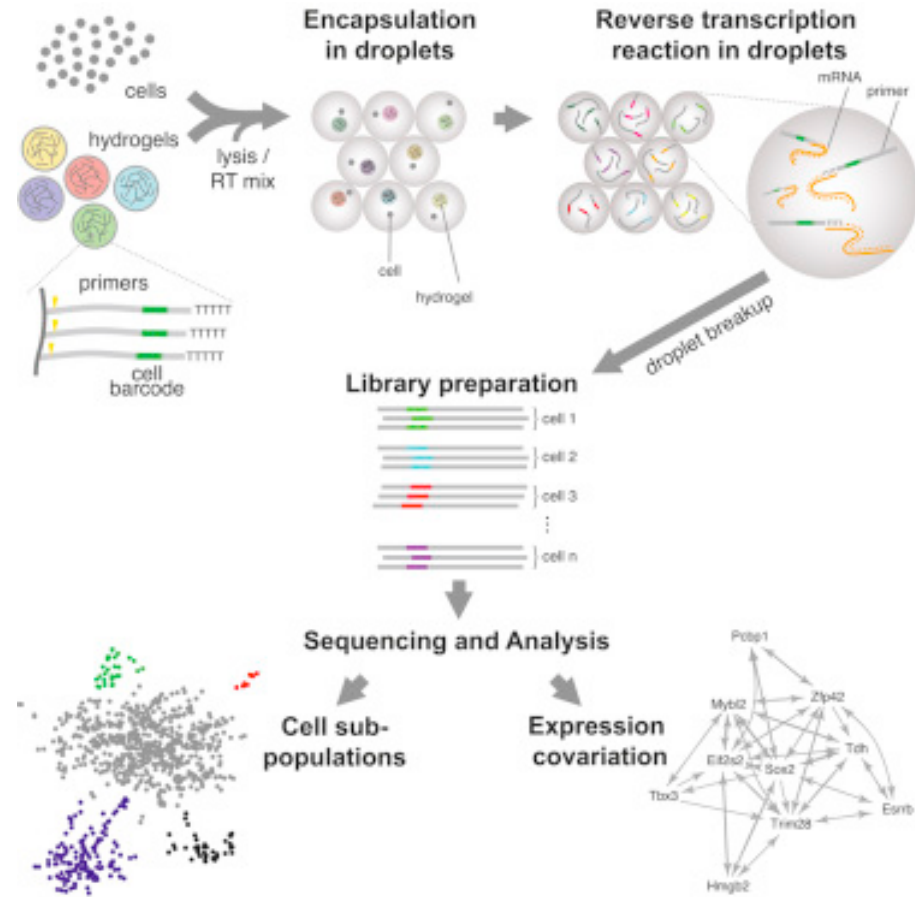 Encapsulation
in droplets
Reverse transcription
reaction in droplets
cells
mRNA
primer
hydrogels
lysis /
RT mix
cell
hydrogel
primers
TTTTT
TTTTT
TTTTT
cell
barcode
droplet breakup
Library preparation
cell 1
cell 2
cell 3
cell n
Sequencing and Analysis
Cell sub-
populations
Expression
covariation
Pcbp1
Mybl2
Zfp42
Eif2s2
Sox2
Tdh
Tbx3
Esrrb
Trim28
Hmgb2